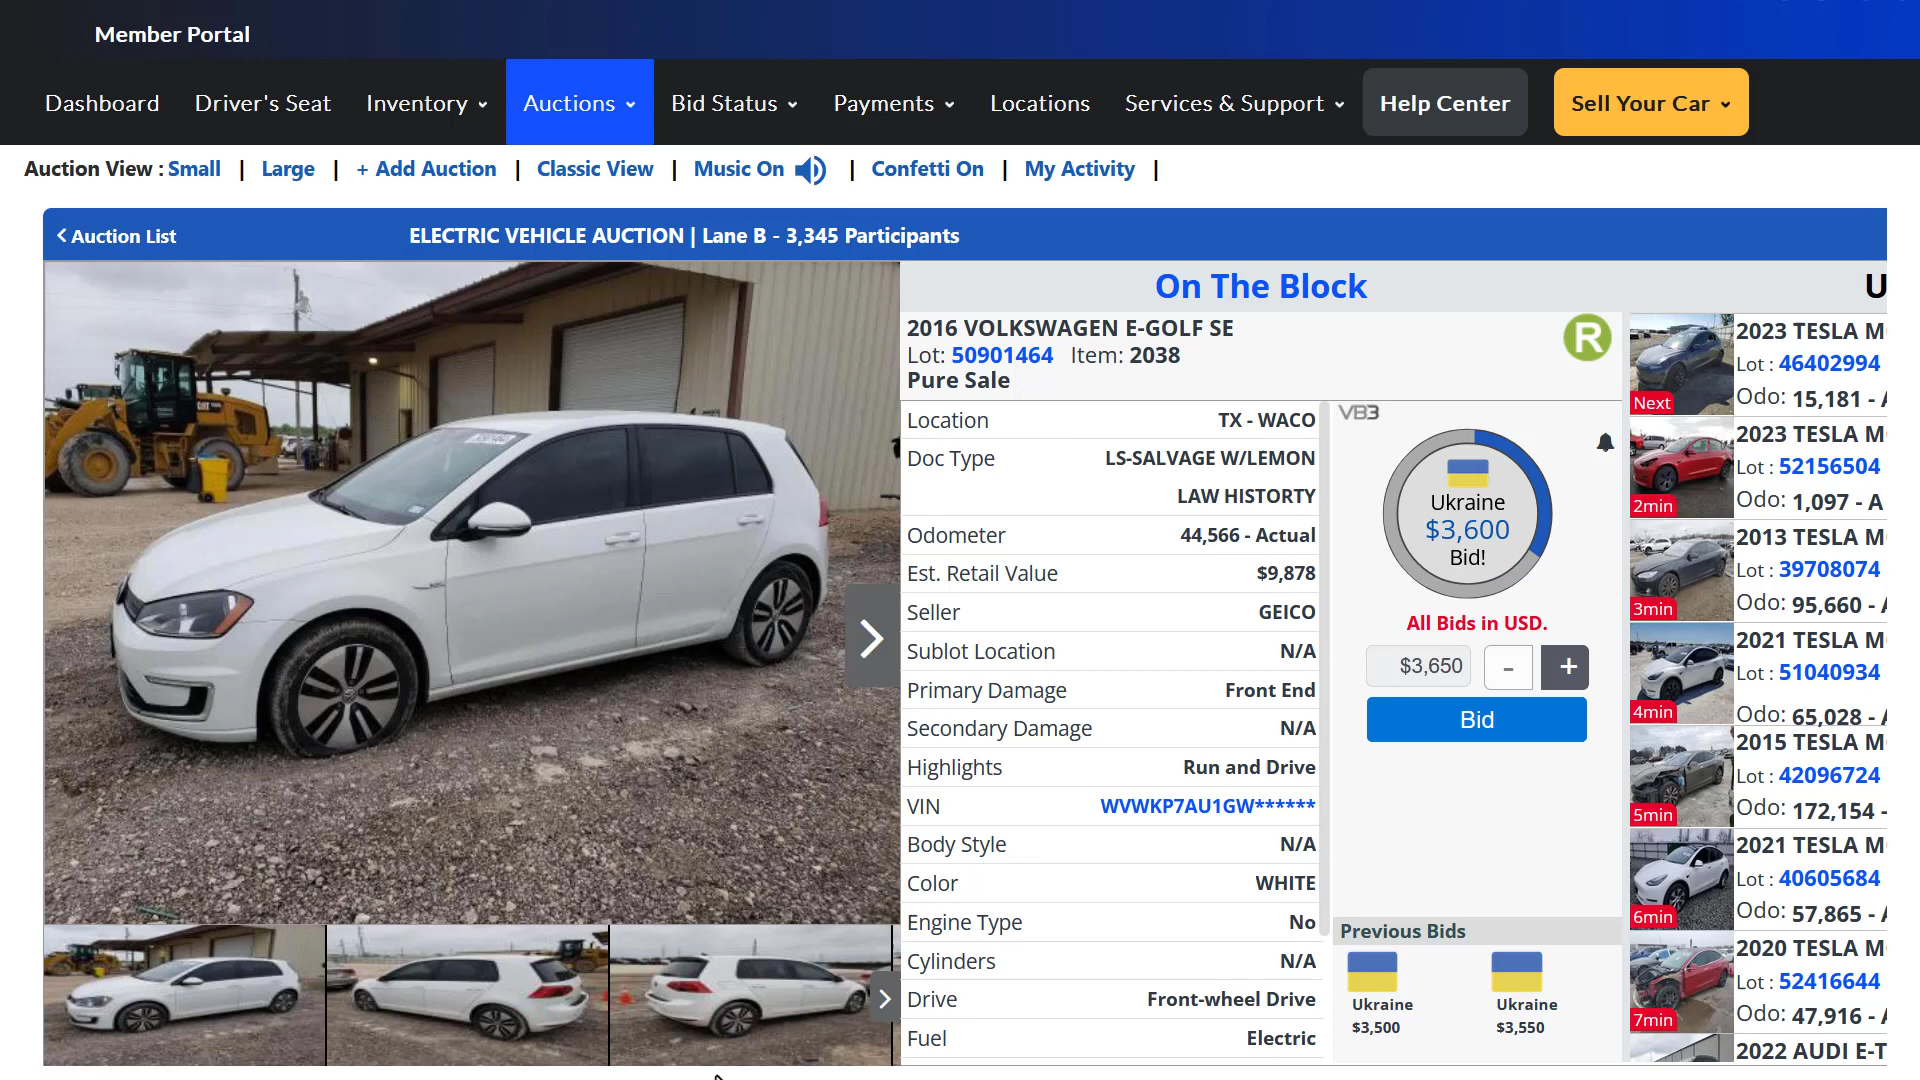 Member Portal
Dashboard Driver's Seat Inventory Auctions Bid Status Payments Locations Services & Support Help Center Sell Your Car
Auction View : Small | Large | + Add Auction | Classic View | Music On | Confetti On | My Activity |
Auction List
ELECTRIC VEHICLE AUCTION | Lane B - 3,345 Participants
On The Block
2016 VOLKSWAGEN E-GOLF SE
Lot: 50901464 Item: 2038
Pure Sale
R
Location TX - WACO
Doc Type LS-SALVAGE W/LEMON
LAW HISTORTY
Odometer 44,566 - Actual
Est. Retail Value $9,878
Seller GEICO
Sublot Location N/A
Primary Damage Front End
Secondary Damage N/A
Highlights Run and Drive
VIN WVWKP7AU1GW******
Body Style N/A
Color WHITE
Engine Type No
Cylinders N/A
Drive Front-wheel Drive
Fuel Electric
VB3
Ukraine
$3,600
Bid!
All Bids in USD.
$3,650 - +
Bid
Previous Bids
Ukraine
$3,500
Ukraine
$3,550
U
2023 TESLA M
Lot : 46402994
Odo: 15,181 - A
Next
2023 TESLA M
Lot : 52156504
Odo: 1,097 - A
2min
2013 TESLA M
Lot : 39708074
Odo: 95,660 - A
3min
2021 TESLA M
Lot : 51040934
Odo: 65,028 - A
4min
2015 TESLA M
Lot : 42096724
Odo: 172,154 -
5min
2021 TESLA M
Lot : 40605684
Odo: 57,865 - A
6min
2020 TESLA M
Lot : 52416644
Odo: 47,916 - A
7min
2022 AUDI E-T